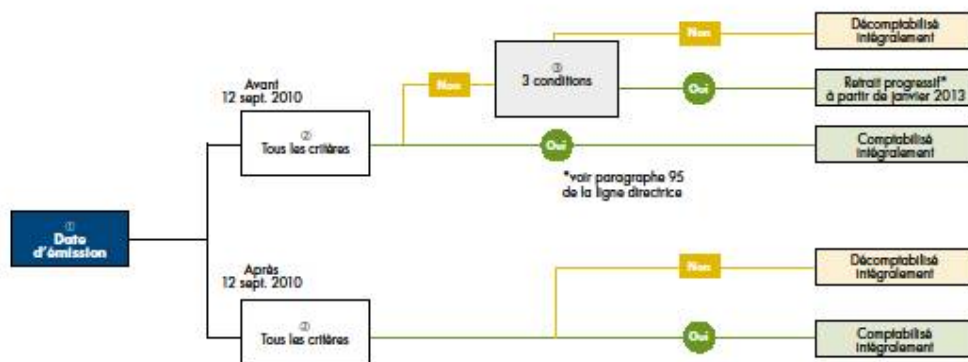 Non
Décomptabilisé
intégralement
③
3 conditions
Avant
12 sept. 2010
Non
Oui
Retrait progressif*
à partir de janvier 2013
②
Tous les critères
Oui
Comptabilisé
intégralement
*voir paragraphe 95
de la ligne directrice
①
Date
d'émission
Après
12 sept. 2010
Non
Décomptabilisé
intégralement
②
Tous les critères
Oui
Comptabilisé
intégralement